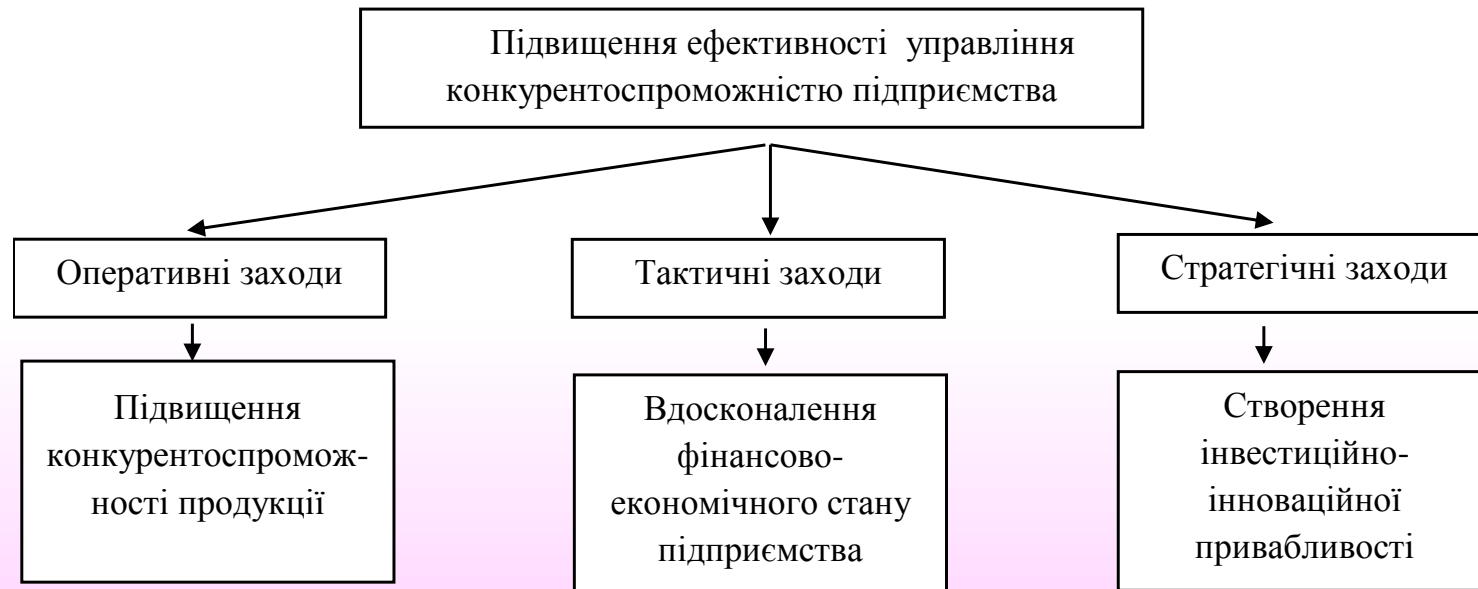 Підвищення ефективності управління
конкурентоспроможністю підприємства
Оперативні заходи
Тактичні заходи
Стратегічні заходи
Підвищення
конкурентоспромож-
ності продукції
Вдосконалення
фінансово-
економічного стану
підприємства
Створення
інвестиційно-
інноваційної
привабливості